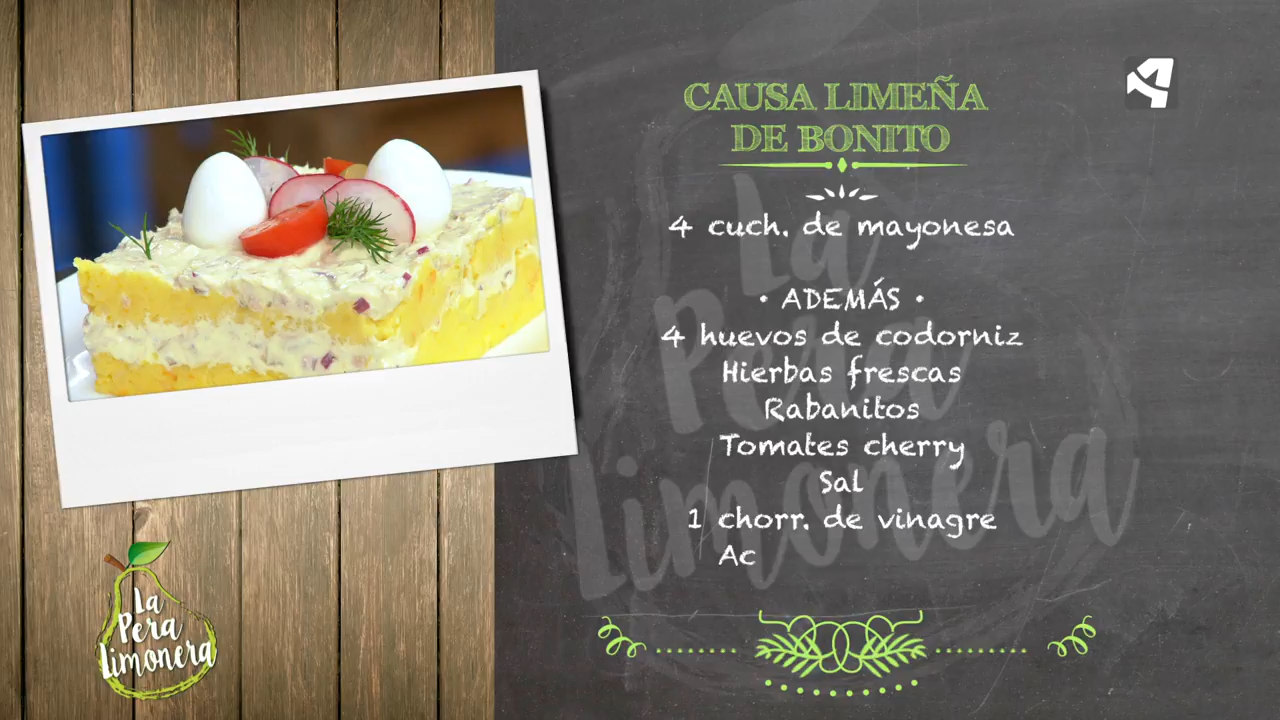 CAUSA LIMEÑA
DE BONITO
4 cuch. de mayonesa
• ADEMÁS •
4 huevos de codorniz
Hierbas frescas
Rabanitos
Tomates cherry
Sal
1 chorr. de vinagre
Ac
La
Pera
Limonera
La
Pera
Limonera